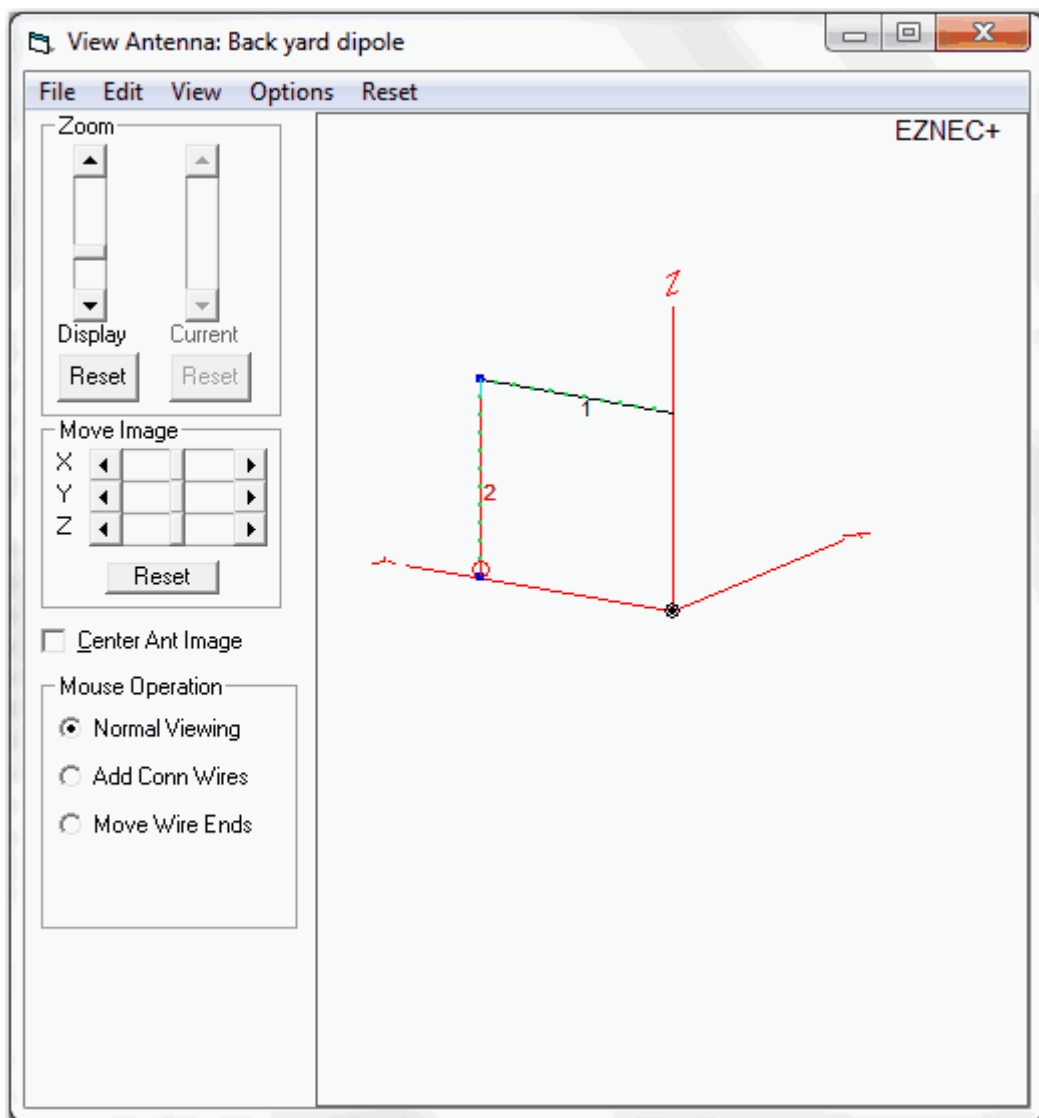 View Antenna: Back yard dipole
File Edit View Options Reset
EZNEC+
Zoom
Display Current
Reset Reset
Move Image
X
Y
Z
Reset
Center Ant Image
Mouse Operation
Normal Viewing
Add Conn Wires
Move Wire Ends
Z
1
2